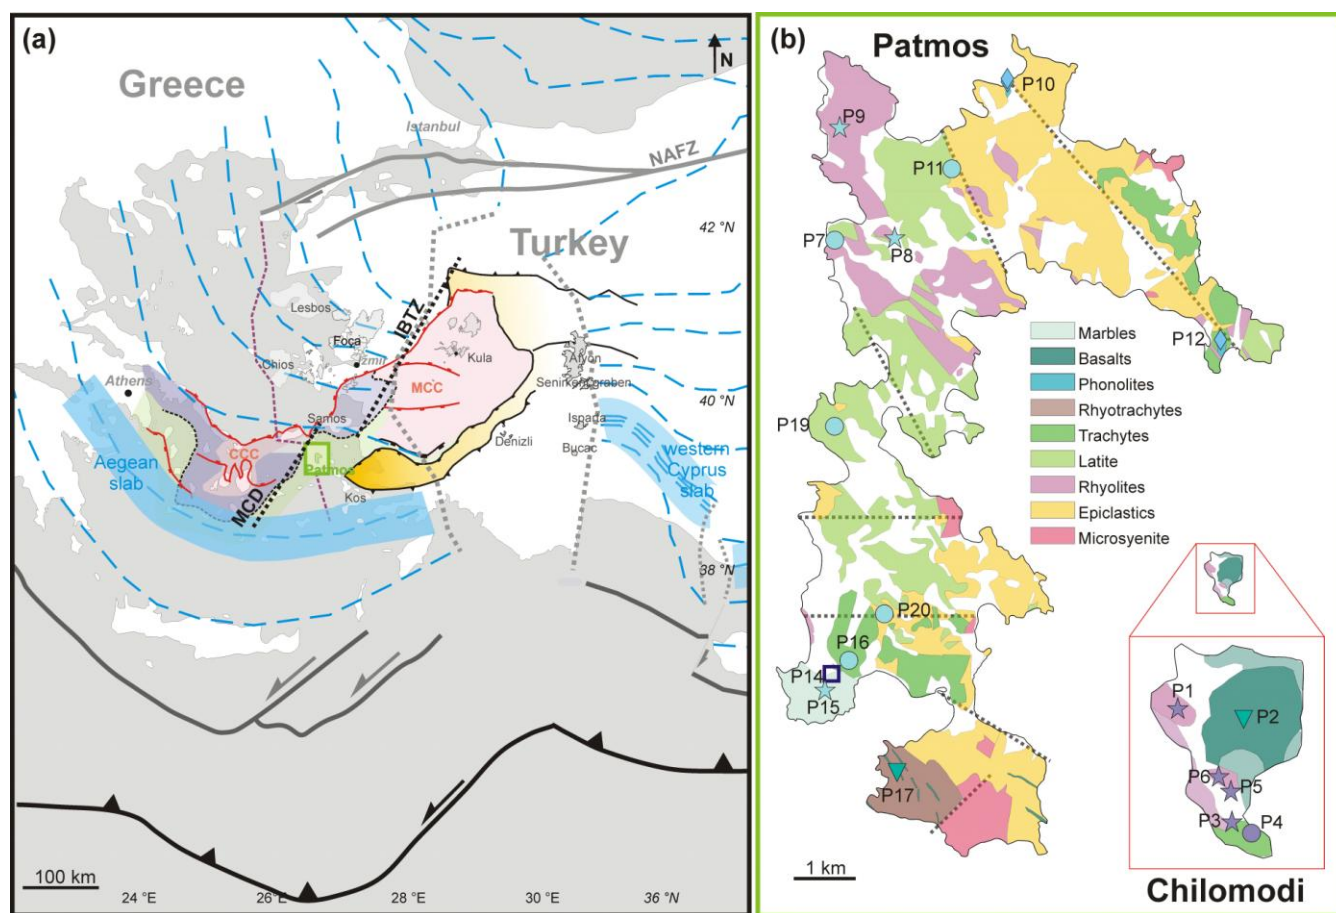 (a)
N
Greece
Istanbul
NAFZ
42 °N
Turkey
Lesbos
IBTZ
Foça
Izmir
Chios
Kula
Afyon
Athens
MCC
Senirkent graben
40 °N
Samos
Isparta
CCC
Denizli
Bucac
Aegean
slab
Patmos
western
Cyprus
slab
MCD
Kos
38 °N
100 km
24 °E
26°E
28 °E
30 °E
36 °N
(b)
Patmos
P10
P9
P11
P7
P8
P12
Marbles
Basalts
Phonolites
Rhyotrachytes
Trachytes
Latite
Rhyolites
Epiclastics
Microsyenite
P19
P20
P16
P14
P15
P17
P1
P2
P6
P5
P3
P4
1 km
Chilomodi